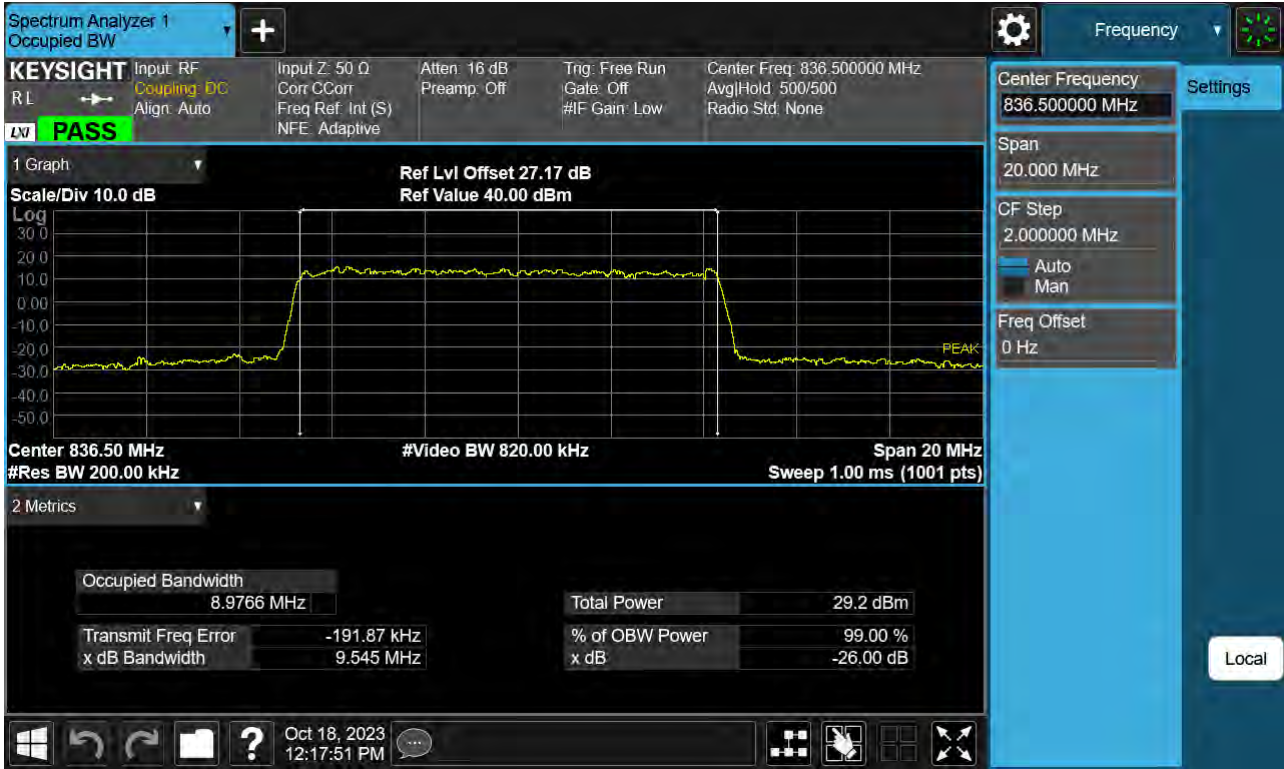 Spectrum Analyzer 1
Occupied BW
Frequency
KEYSIGHT
R L
LXI
PASS
Input: RF
Coupling: DC
Align: Auto
Input Z: 50 Ω
Corr CCorr
Freq Ref: Int (S)
NFE: Adaptive
Atten: 16 dB
Preamp: Off
Trig: Free Run
Gate: Off
#IF Gain: Low
Center Freq: 836.500000 MHz
Avg|Hold: 500/500
Radio Std: None
1 Graph
Scale/Div 10.0 dB
Ref Lvl Offset 27.17 dB
Ref Value 40.00 dBm
Log
30.0
20.0
10.0
0.00
-10.0
-20.0
-30.0
-40.0
-50.0
PEAK
Center 836.50 MHz
#Video BW 820.00 kHz
Span 20 MHz
#Res BW 200.00 kHz
Sweep 1.00 ms (1001 pts)
2 Metrics
Occupied Bandwidth
8.9766 MHz
Total Power 29.2 dBm
Transmit Freq Error -191.87 kHz
% of OBW Power 99.00 %
x dB Bandwidth 9.545 MHz
x dB -26.00 dB
Center Frequency
836.500000 MHz
Settings
Span
20.000 MHz
CF Step
2.000000 MHz
Auto
Man
Freq Offset
0 Hz
Local
?
Oct 18, 2023
12:17:51 PM